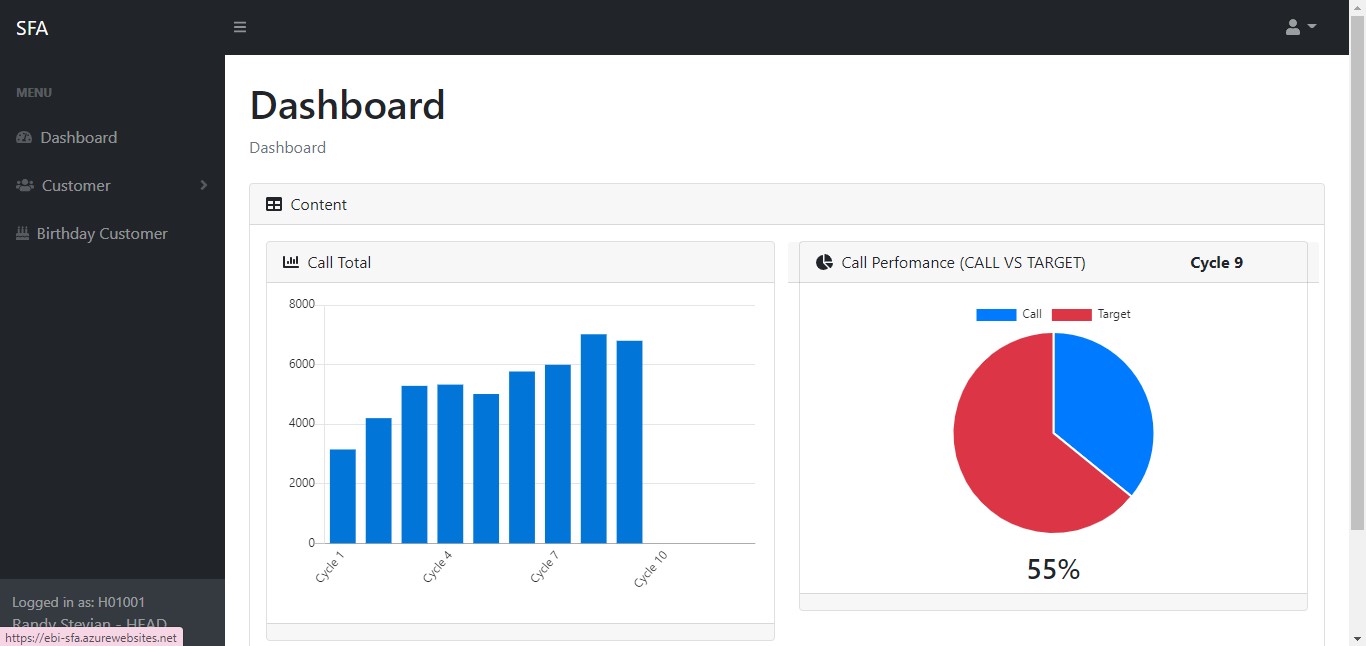 SFA
MENU
Dashboard
Customer
Birthday Customer
Logged in as: H01001
Randy Stevian - HEAD
https://ebi-sfa.azurewebsites.net
Dashboard
Dashboard
Content
Call Total
8000
6000
4000
2000
0
Cycle 1
Cycle 4
Cycle 7
Cycle 10
Call Perfomance (CALL VS TARGET)
Cycle 9
Call
Target
55%